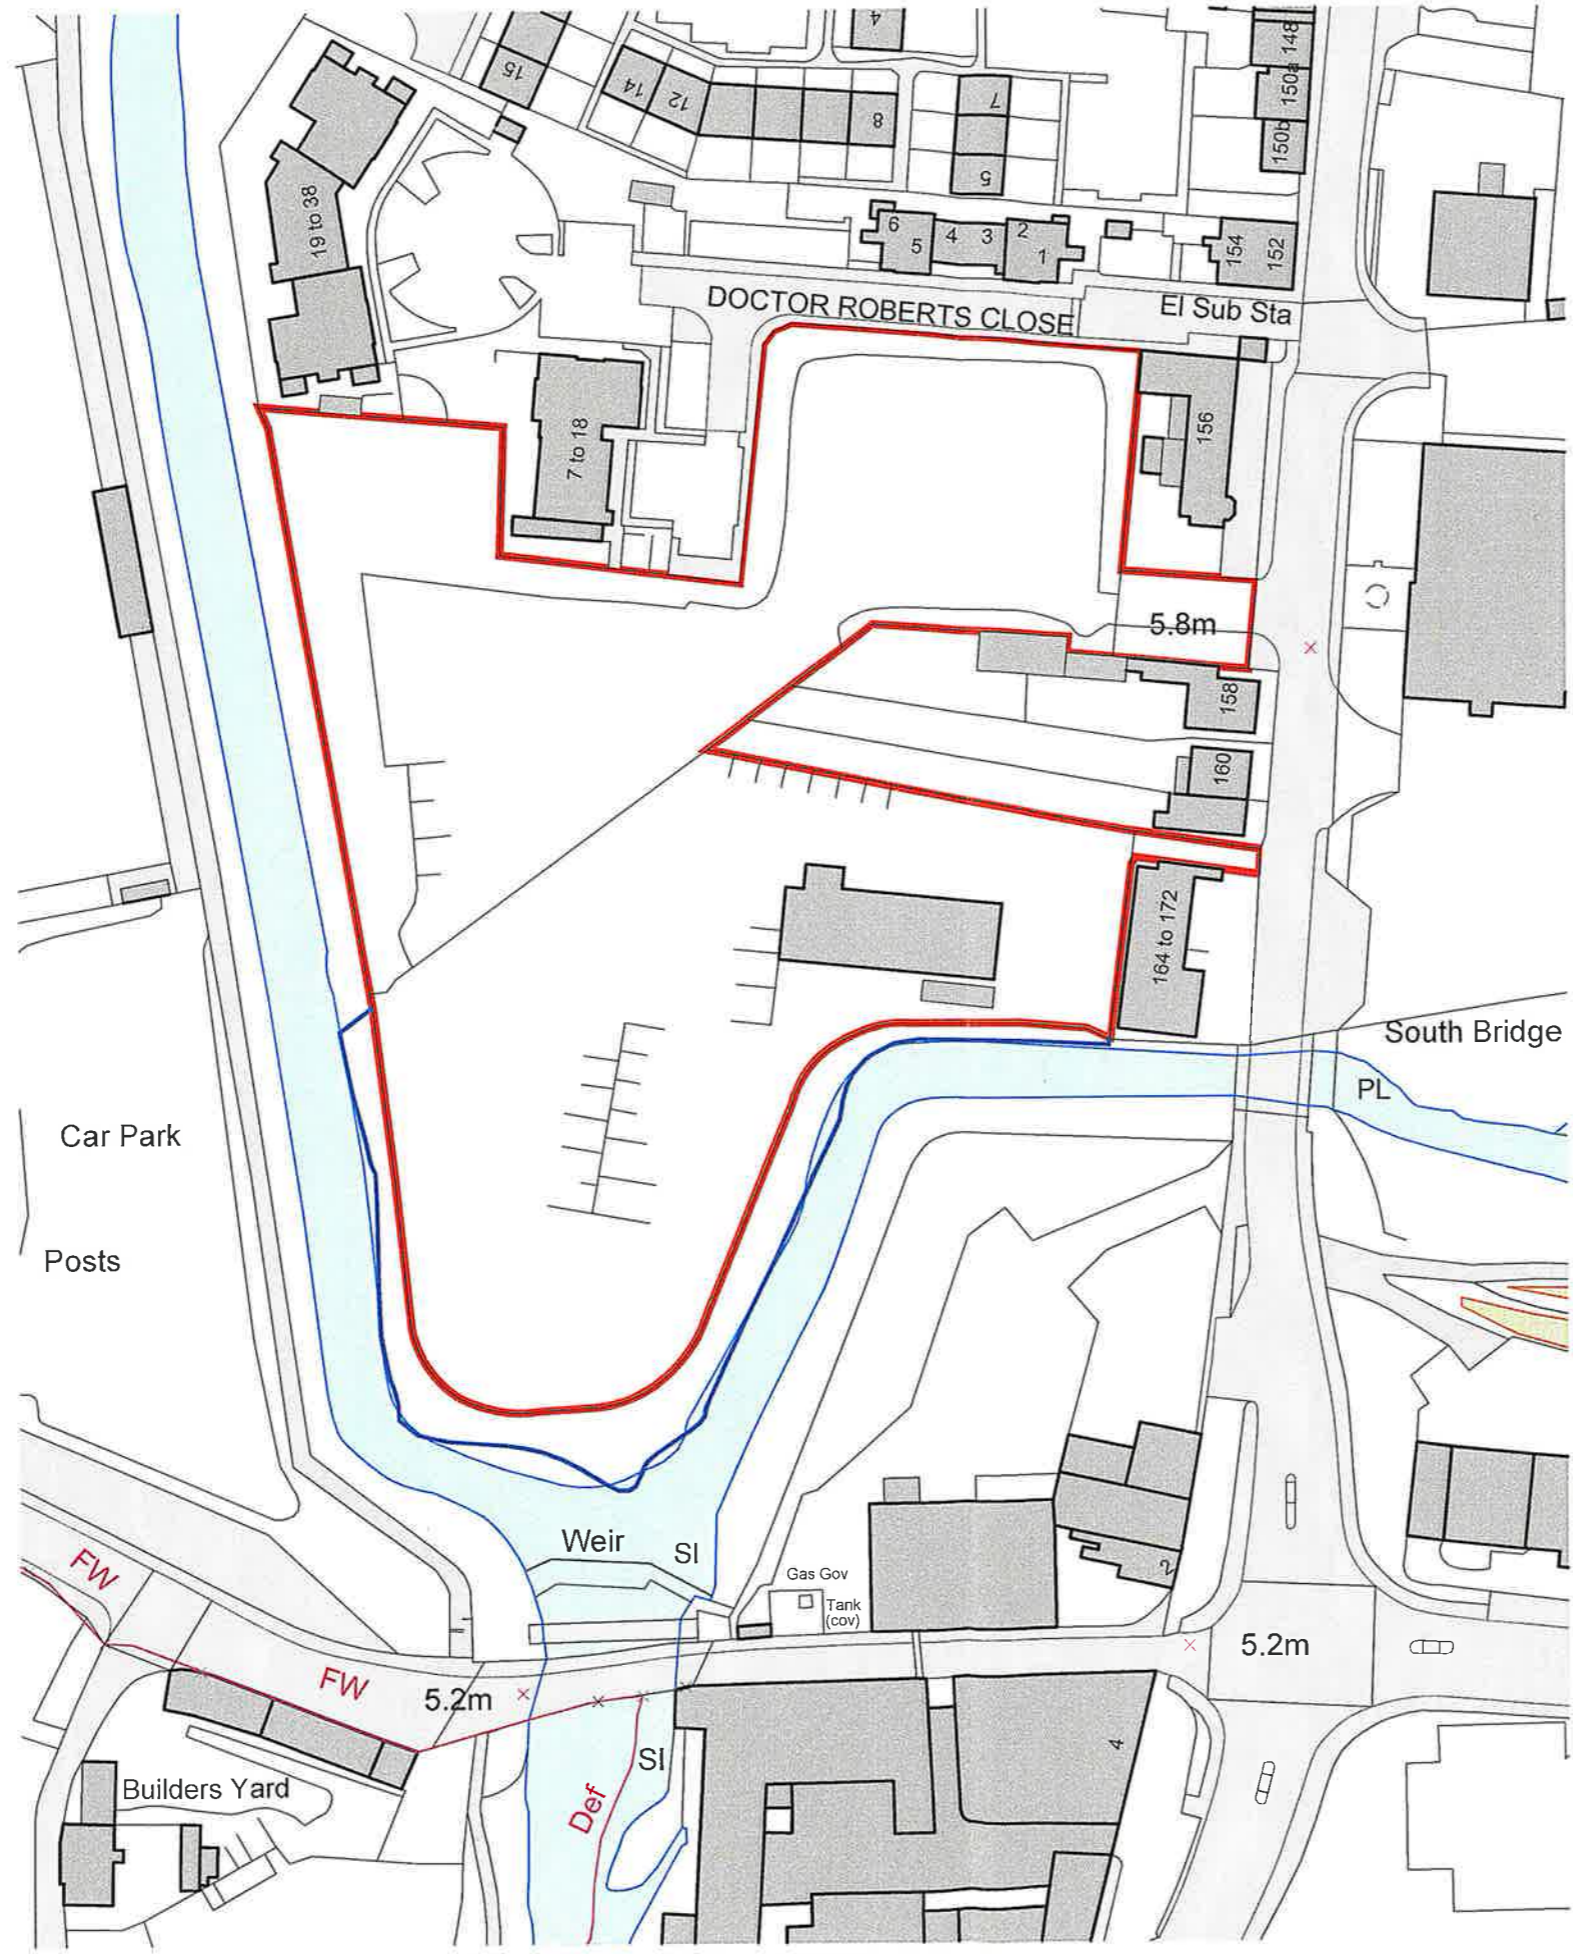 4
148
150a
150b
15
14
12
8
7
5
6
5
4
3
2
1
154
152
19 to 38
DOCTOR ROBERTS CLOSE
El Sub Sta
7 to 18
156
5.8m
158
160
164 to 172
South Bridge
PL
Car Park
Posts
Weir
Sl
FW
Gas Gov
Tank
(cov)
2
FW
5.2m
5.2m
Sl
4
Def
Builders Yard